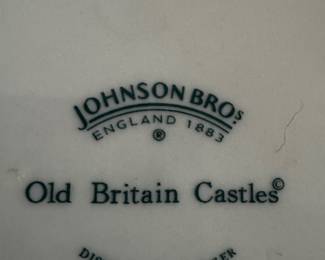 JOHNSON BROS
ENGLAND 1883
®
Old Britain Castles©